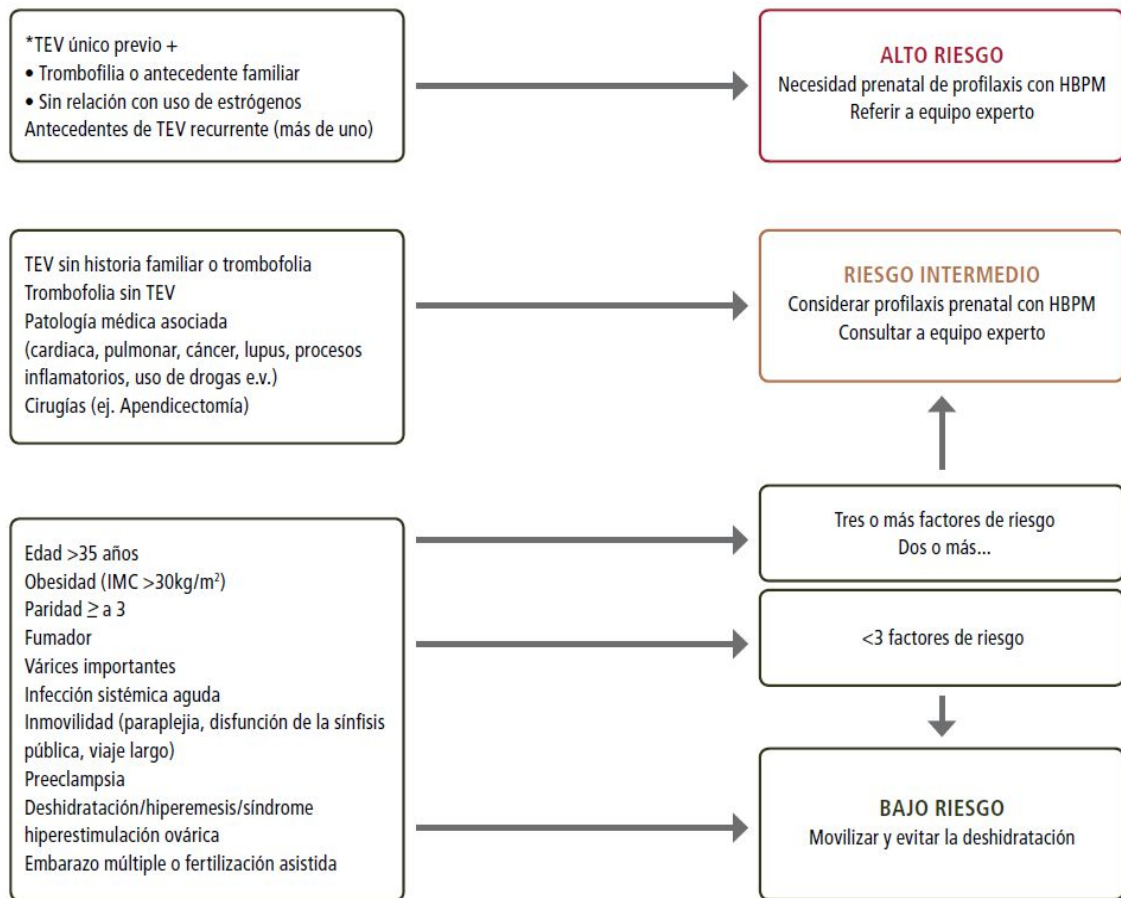 *TEV único previo +
• Trombofilia o antecedente familiar
• Sin relación con uso de estrógenos
Antecedentes de TEV recurrente (más de uno)
ALTO RIESGO
Necesidad prenatal de profilaxis con HBPM
Referir a equipo experto
TEV sin historia familiar o trombofolia
Trombofolia sin TEV
Patología médica asociada
(cardiaca, pulmonar, cáncer, lupus, procesos
inflamatorios, uso de drogas e.v.)
Cirugías (ej. Apendicectomía)
RIESGO INTERMEDIO
Considerar profilaxis prenatal con HBPM
Consultar a equipo experto
Edad >35 años
Obesidad (IMC >30kg/m²)
Paridad ≥ a 3
Fumador
Várices importantes
Infección sistémica aguda
Inmovilidad (paraplejia, disfunción de la sínfisis
pública, viaje largo)
Preeclampsia
Deshidratación/hiperemesis/síndrome
hiperestimulación ovárica
Embarazo múltiple o fertilización asistida
Tres o más factores de riesgo
Dos o más...
<3 factores de riesgo
BAJO RIESGO
Movilizar y evitar la deshidratación